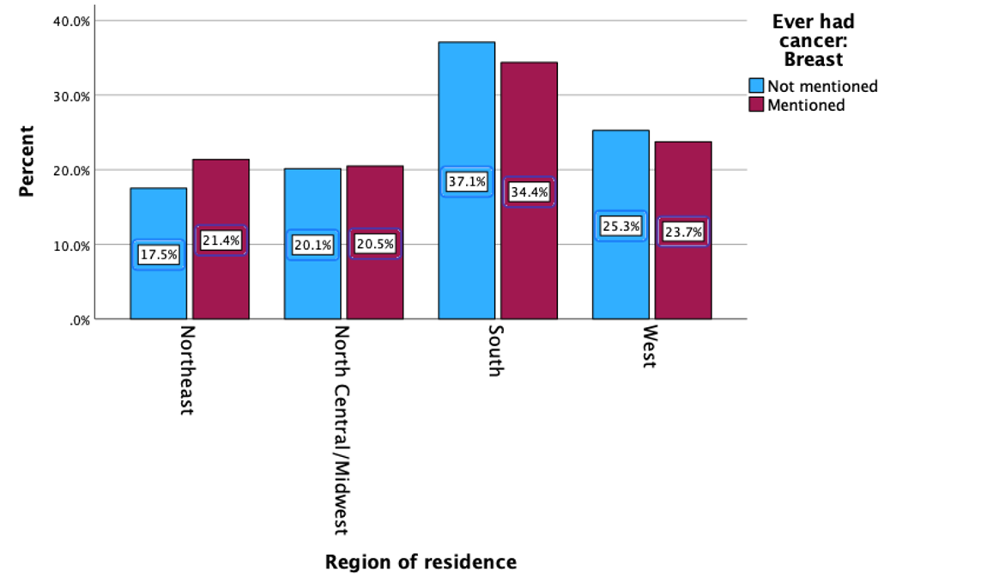 40.0%
30.0%
20.0%
10.0%
.0%
Percent
17.5%
21.4%
20.1%
20.5%
37.1%
34.4%
25.3%
23.7%
Northeast
North Central/Midwest
South
West
Region of residence
Ever had
cancer:
Breast
Not mentioned
Mentioned